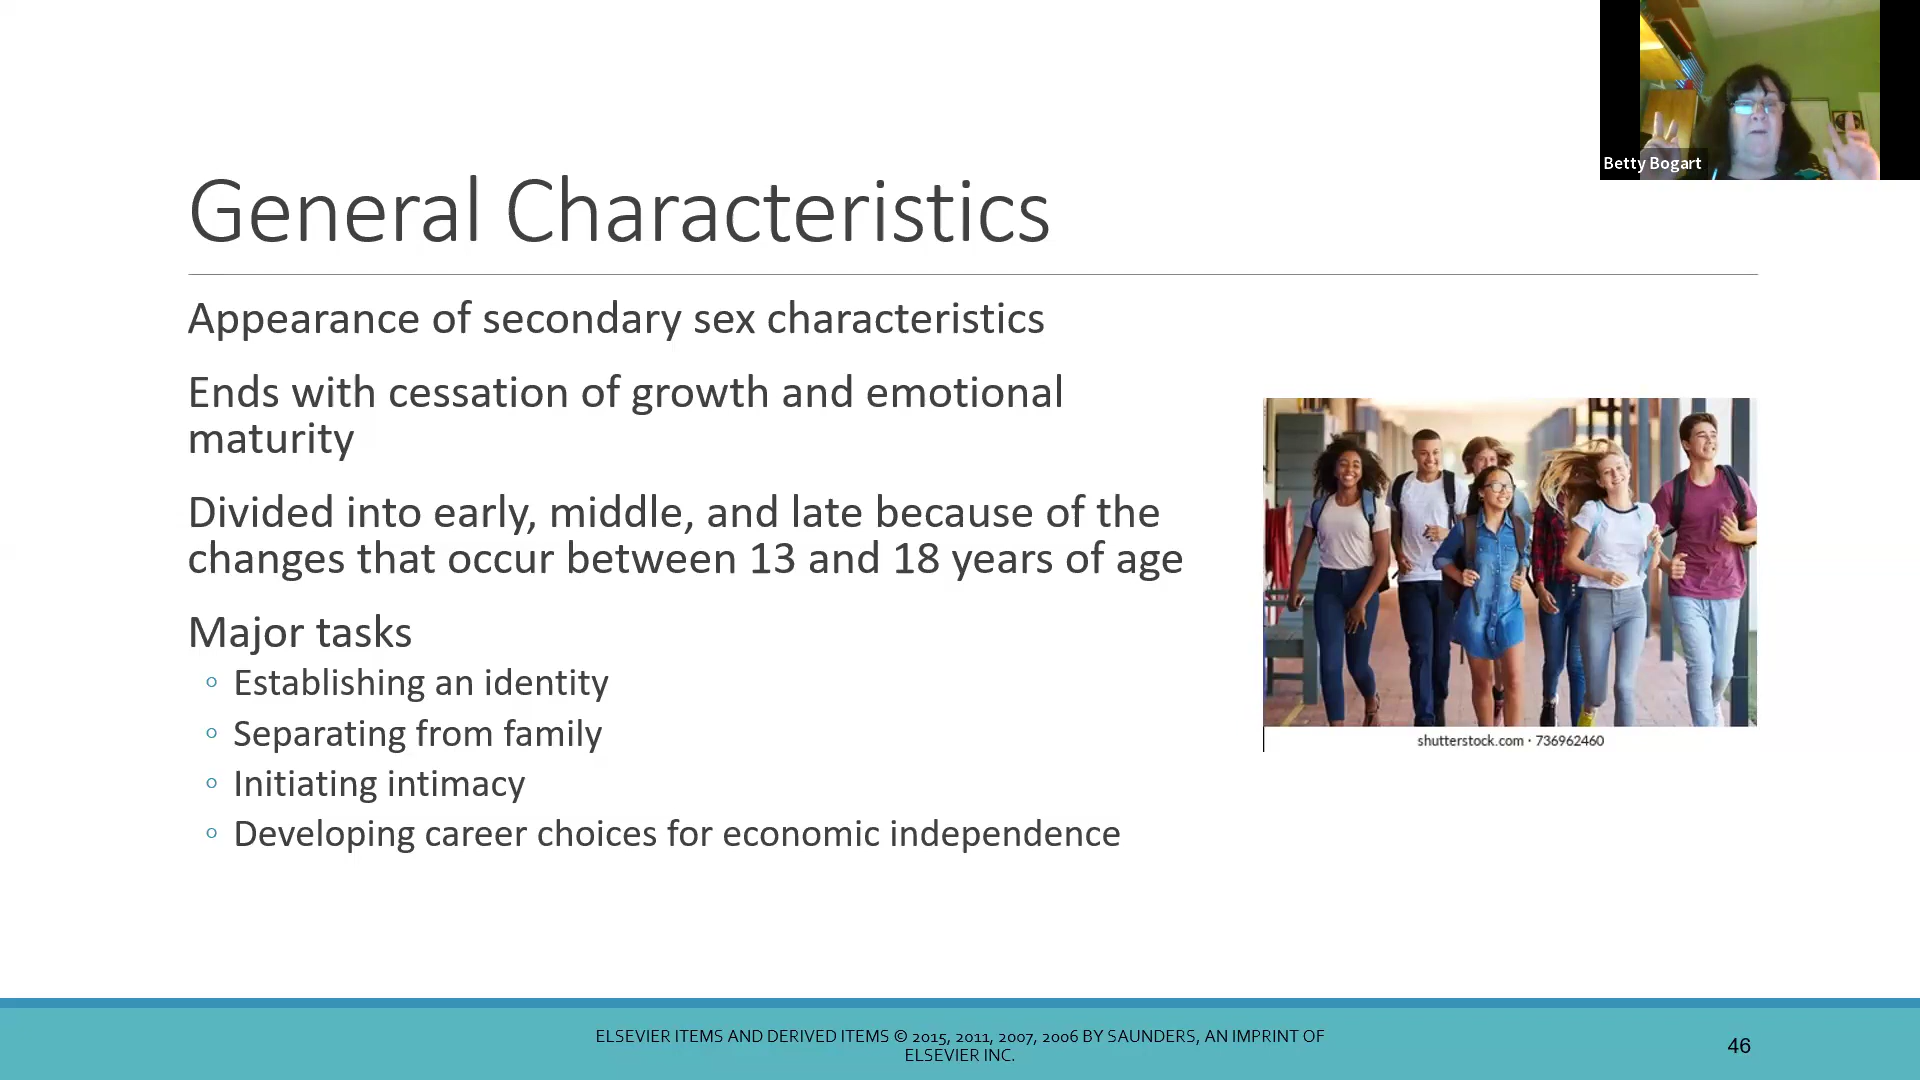 Betty Bogart
General Characteristics
Appearance of secondary sex characteristics
Ends with cessation of growth and emotional
maturity
Divided into early, middle, and late because of the
changes that occur between 13 and 18 years of age
Major tasks
◦ Establishing an identity
◦ Separating from family
◦ Initiating intimacy
◦ Developing career choices for economic independence
shutterstock.com · 736962460
ELSEVIER ITEMS AND DERIVED ITEMS © 2015, 2011, 2007, 2006 BY SAUNDERS, AN IMPRINT OF
ELSEVIER INC.
46